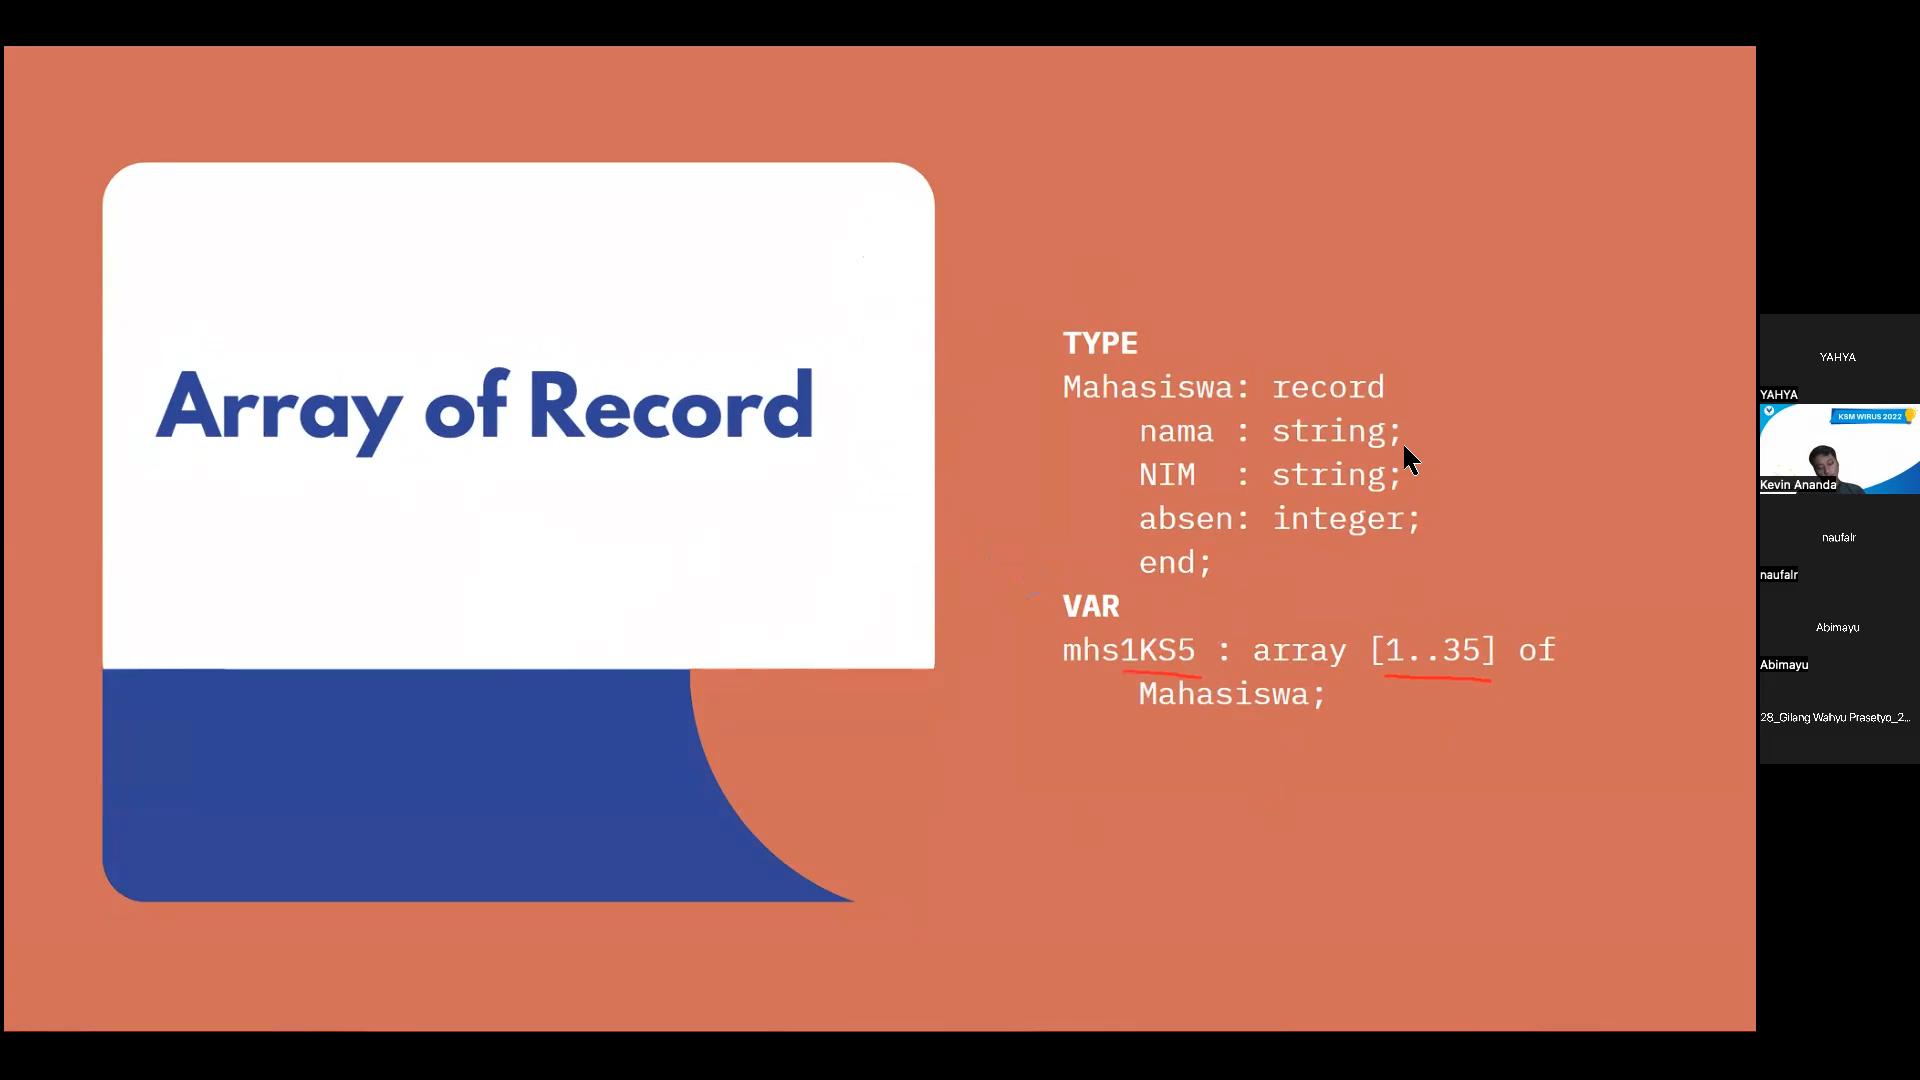 Array of Record
TYPE
Mahasiswa: record
nama : string;
NIM : string;
absen: integer;
end;
VAR
mhs1KS5 : array [1..35] of
Mahasiswa;
YAHYA
YAHYA
KSM WIRUS 2022
Kevin Ananda
naufalr
naufalr
Abimayu
Abimayu
28_Gilang Wahyu Prasetyo_2...